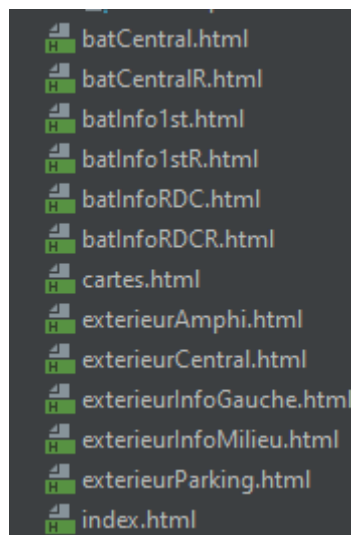 batCentral.html
batCentralR.html
batInfo1st.html
batInfo1stR.html
batInfoRDC.html
batInfoRDCR.html
cartes.html
exterieurAmphi.html
exterieurCentral.html
exterieurInfoGauche.html
exterieurInfoMilieu.html
exterieurParking.html
index.html